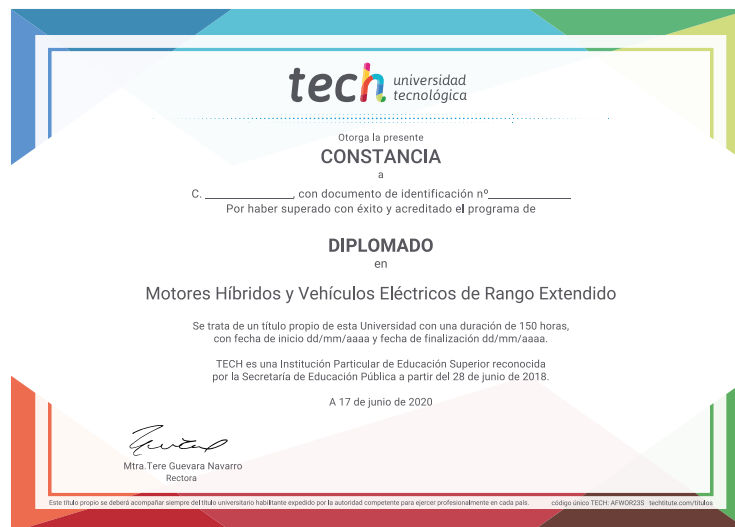 tech universidad
tecnológica
Otorga la presente
CONSTANCIA
a
C. ______________, con documento de identificación nº______________
Por haber superado con éxito y acreditado el programa de
DIPLOMADO
en
Motores Híbridos y Vehículos Eléctricos de Rango Extendido
Se trata de un título propio de esta Universidad con una duración de 150 horas,
con fecha de inicio dd/mm/aaaa y fecha de finalización dd/mm/aaaa.
TECH es una Institución Particular de Educación Superior reconocida
por la Secretaría de Educación Pública a partir del 28 de junio de 2018.
A 17 de junio de 2020
Mtra.Tere Guevara Navarro
Rectora
Este título propio se deberá acompañar siempre del título universitario habilitante expedido por la autoridad competente para ejercer profesionalmente en cada país. código único TECH: AFWOR23S techtitute.com/títulos